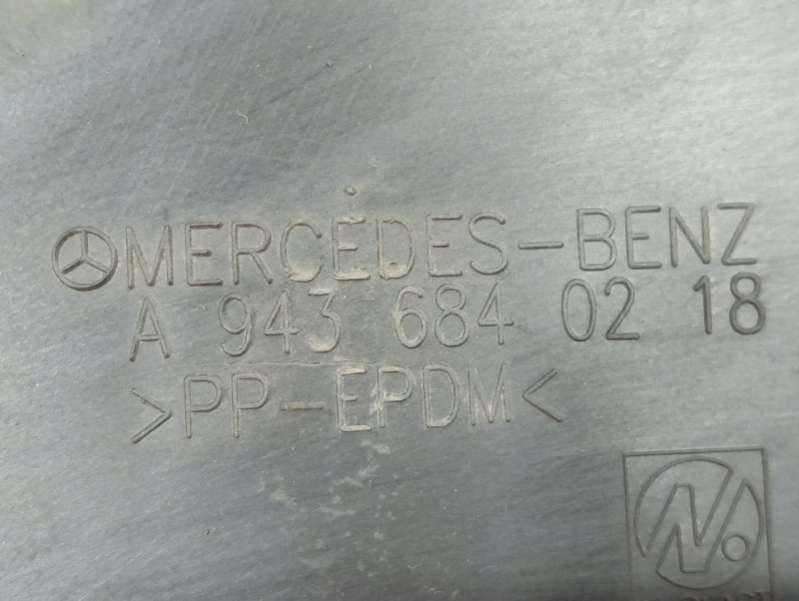 MERCEDES-BENZ
A 943 684 02 18
>PP-EPDM<